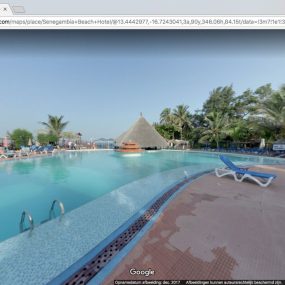 .com/maps/place/Senegambia+Beach+Hotel/@13.4442977,-16.7243041,3a,90y,346.06h,84.15t/data=!3m7!1e1!3
Google
Opnamedatum afbeelding: dec. 2017 Afbeeldingen kunnen auteursrechtelijk beschermd zijn.